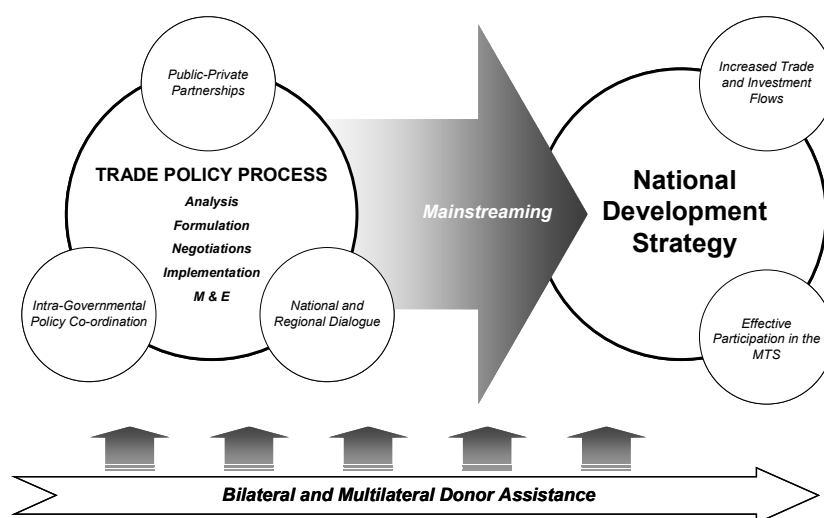 Public-Private
Partnerships
TRADE POLICY PROCESS
Analysis
Formulation
Negotiations
Implementation
M & E
Intra-Governmental
Policy Co-ordination
National and
Regional Dialogue
Mainstreaming
Increased Trade
and Investment
Flows
National
Development
Strategy
Effective
Participation in the
MTS
Bilateral and Multilateral Donor Assistance